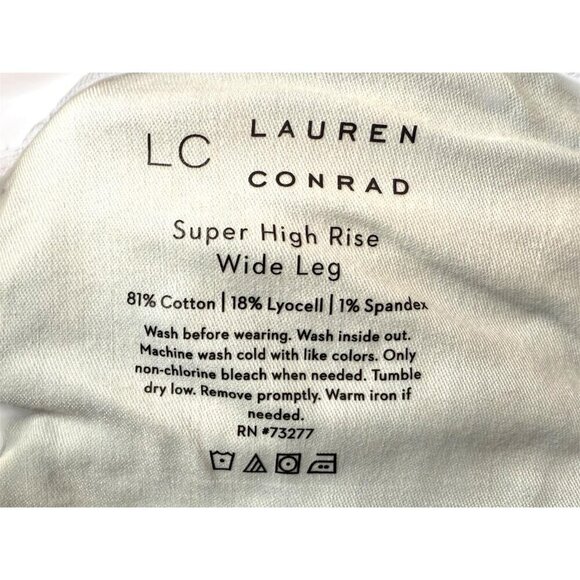 LC LAUREN
CONRAD
Super High Rise
Wide Leg
81% Cotton | 18% Lyocell | 1% Spandex
Wash before wearing. Wash inside out.
Machine wash cold with like colors. Only
non-chlorine bleach when needed. Tumble
dry low. Remove promptly. Warm iron if
needed.
RN #73277